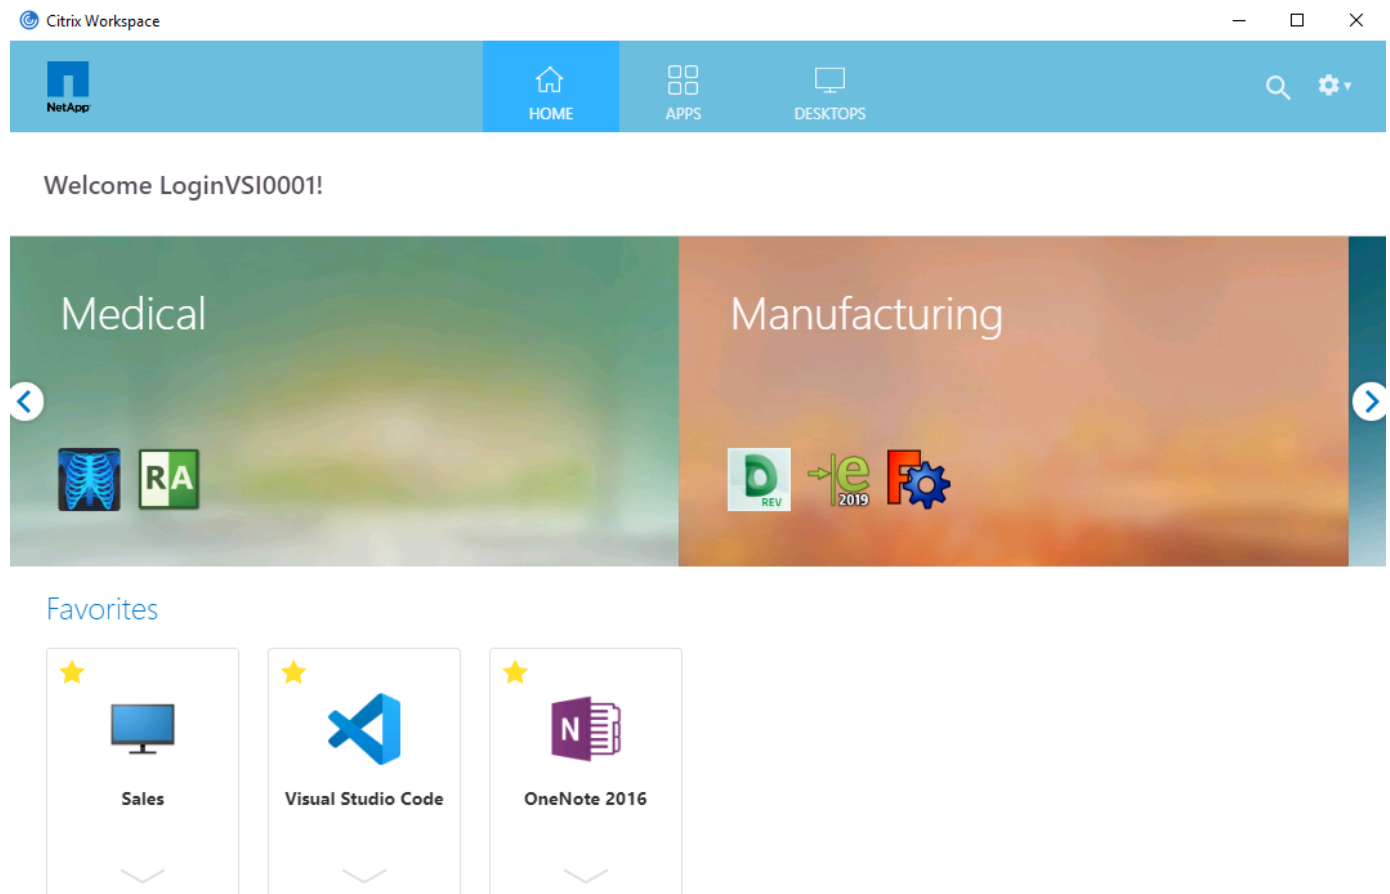 Citrix Workspace
NetApp
HOME
APPS
DESKTOPS
Welcome LoginVSI0001!
Medical
Manufacturing
RA
D
REV
e
2019
F
Favorites
N
Sales
Visual Studio Code
OneNote 2016